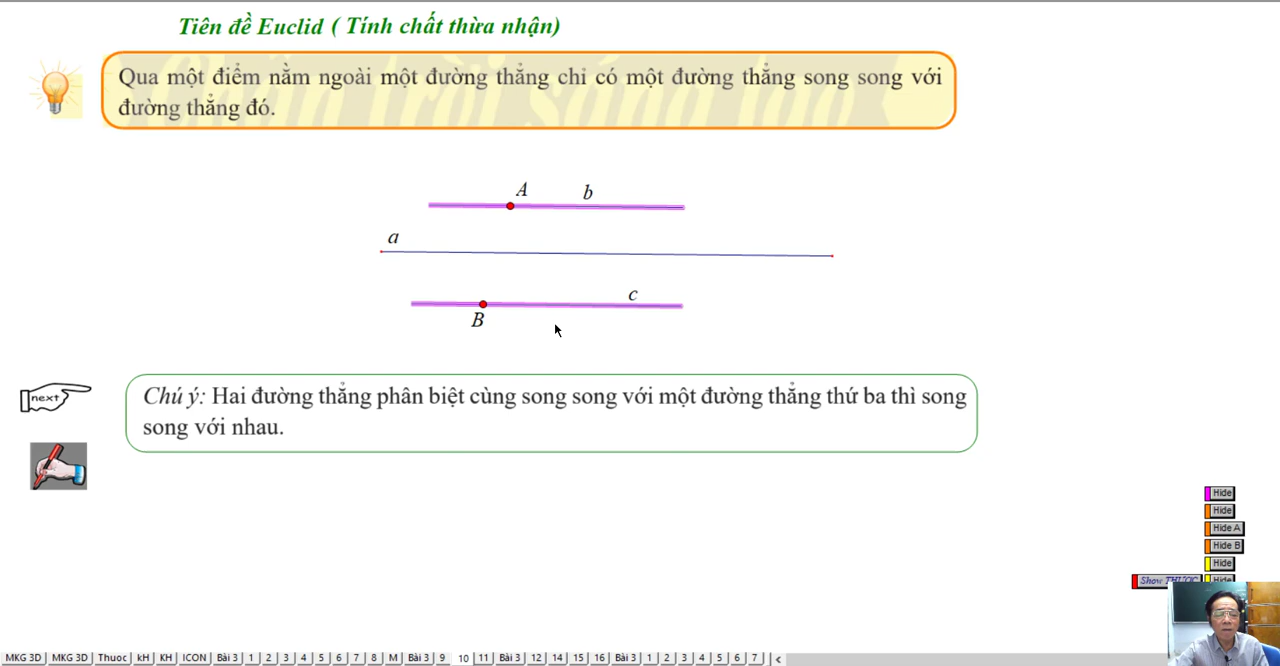 Tiên đề Euclid ( Tính chất thừa nhận)
Qua một điểm nằm ngoài một đường thẳng chỉ có một đường thẳng song song với
đường thẳng đó.
A b
a
c
B
next
Chú ý: Hai đường thẳng phân biệt cùng song song với một đường thẳng thứ ba thì song
song với nhau.
Hide
Hide
Hide A
Hide B
Hide
Show THƯỚC Hide
MKG 3D MKG 3D Thuoc kH KH ICON Bài 3 1 2 3 4 5 6 7 8 M Bài 3 9 10 11 Bài 3 12 14 15 16 Bài 3 1 2 3 4 5 6 7